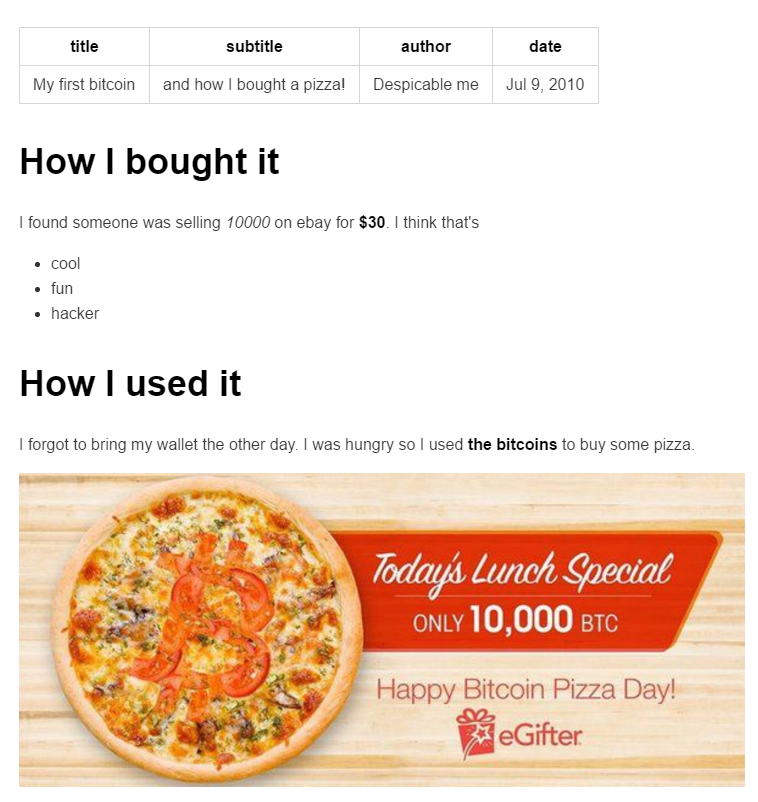 title subtitle author date
My first bitcoin and how I bought a pizza! Despicable me Jul 9, 2010
How I bought it
I found someone was selling 10000 on ebay for $30. I think that's
• cool
• fun
• hacker
How I used it
I forgot to bring my wallet the other day. I was hungry so I used the bitcoins to buy some pizza.
Today's Lunch Special
ONLY 10,000 BTC
Happy Bitcoin Pizza Day!
eGifter